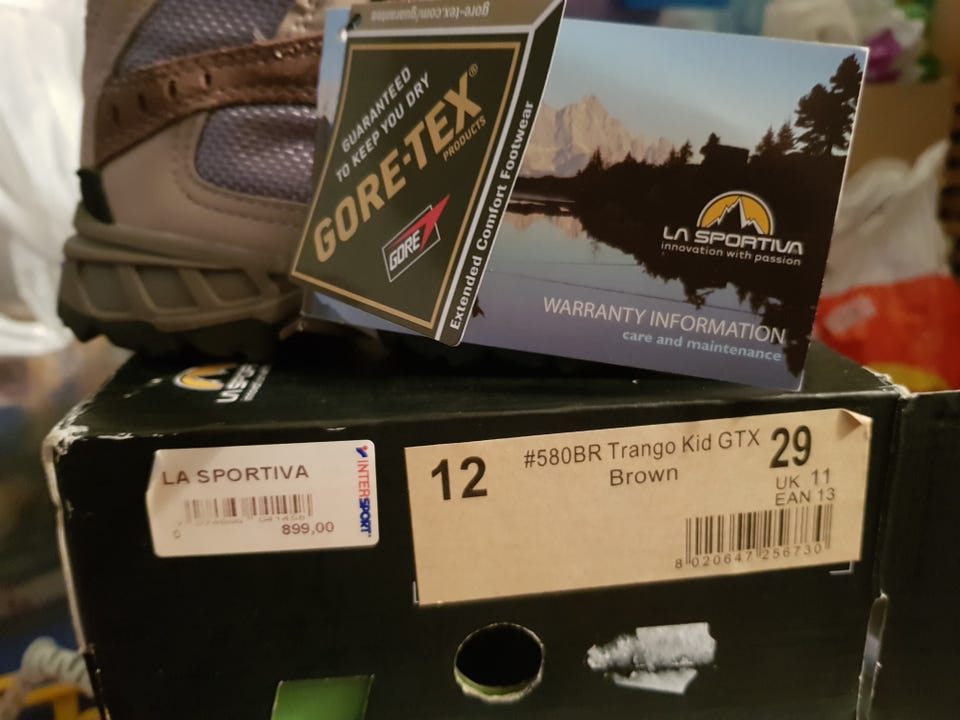 gore-tex.com/guarantee
GUARANTEED
TO KEEP YOU DRY
GORE-TEX®
PRODUCTS
GORE
Extended Comfort Footwear
LA SPORTIVA
innovation with passion
WARRANTY INFORMATION
care and maintenance
LA SPORTIVA
899,00
INTERSPORT
12
#580BR Trango Kid GTX
Brown
29
UK 11
EAN 13
8 020647 256730